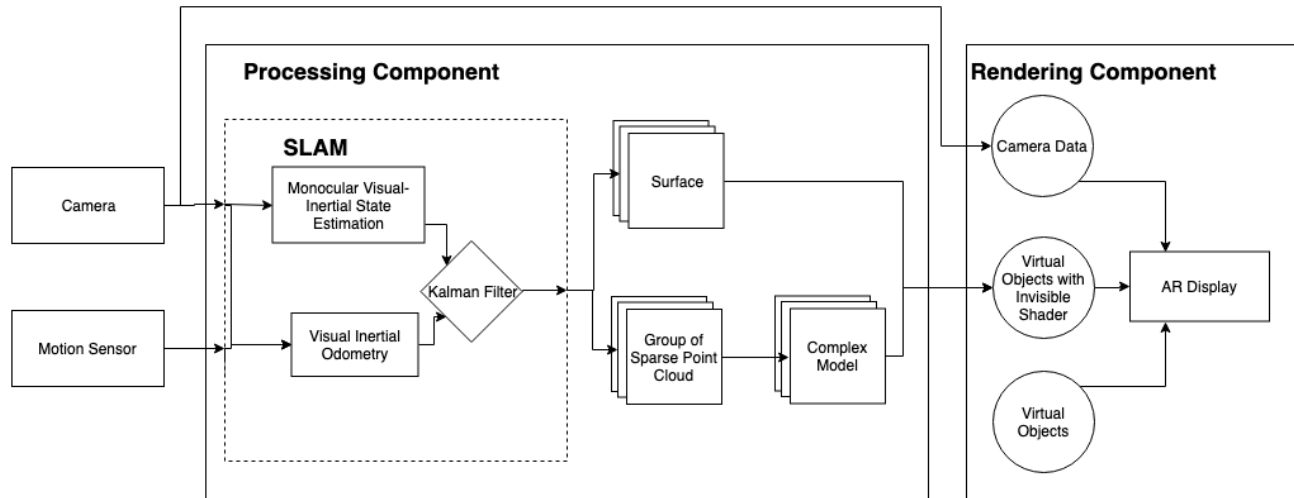 Processing Component
Rendering Component
SLAM
Camera
Motion Sensor
Monocular Visual-
Inertial State
Estimation
Visual Inertial
Odometry
Kalman Filter
Surface
Group of
Sparse Point
Cloud
Complex
Model
Camera Data
Virtual
Objects with
Invisible
Shader
Virtual
Objects
AR Display